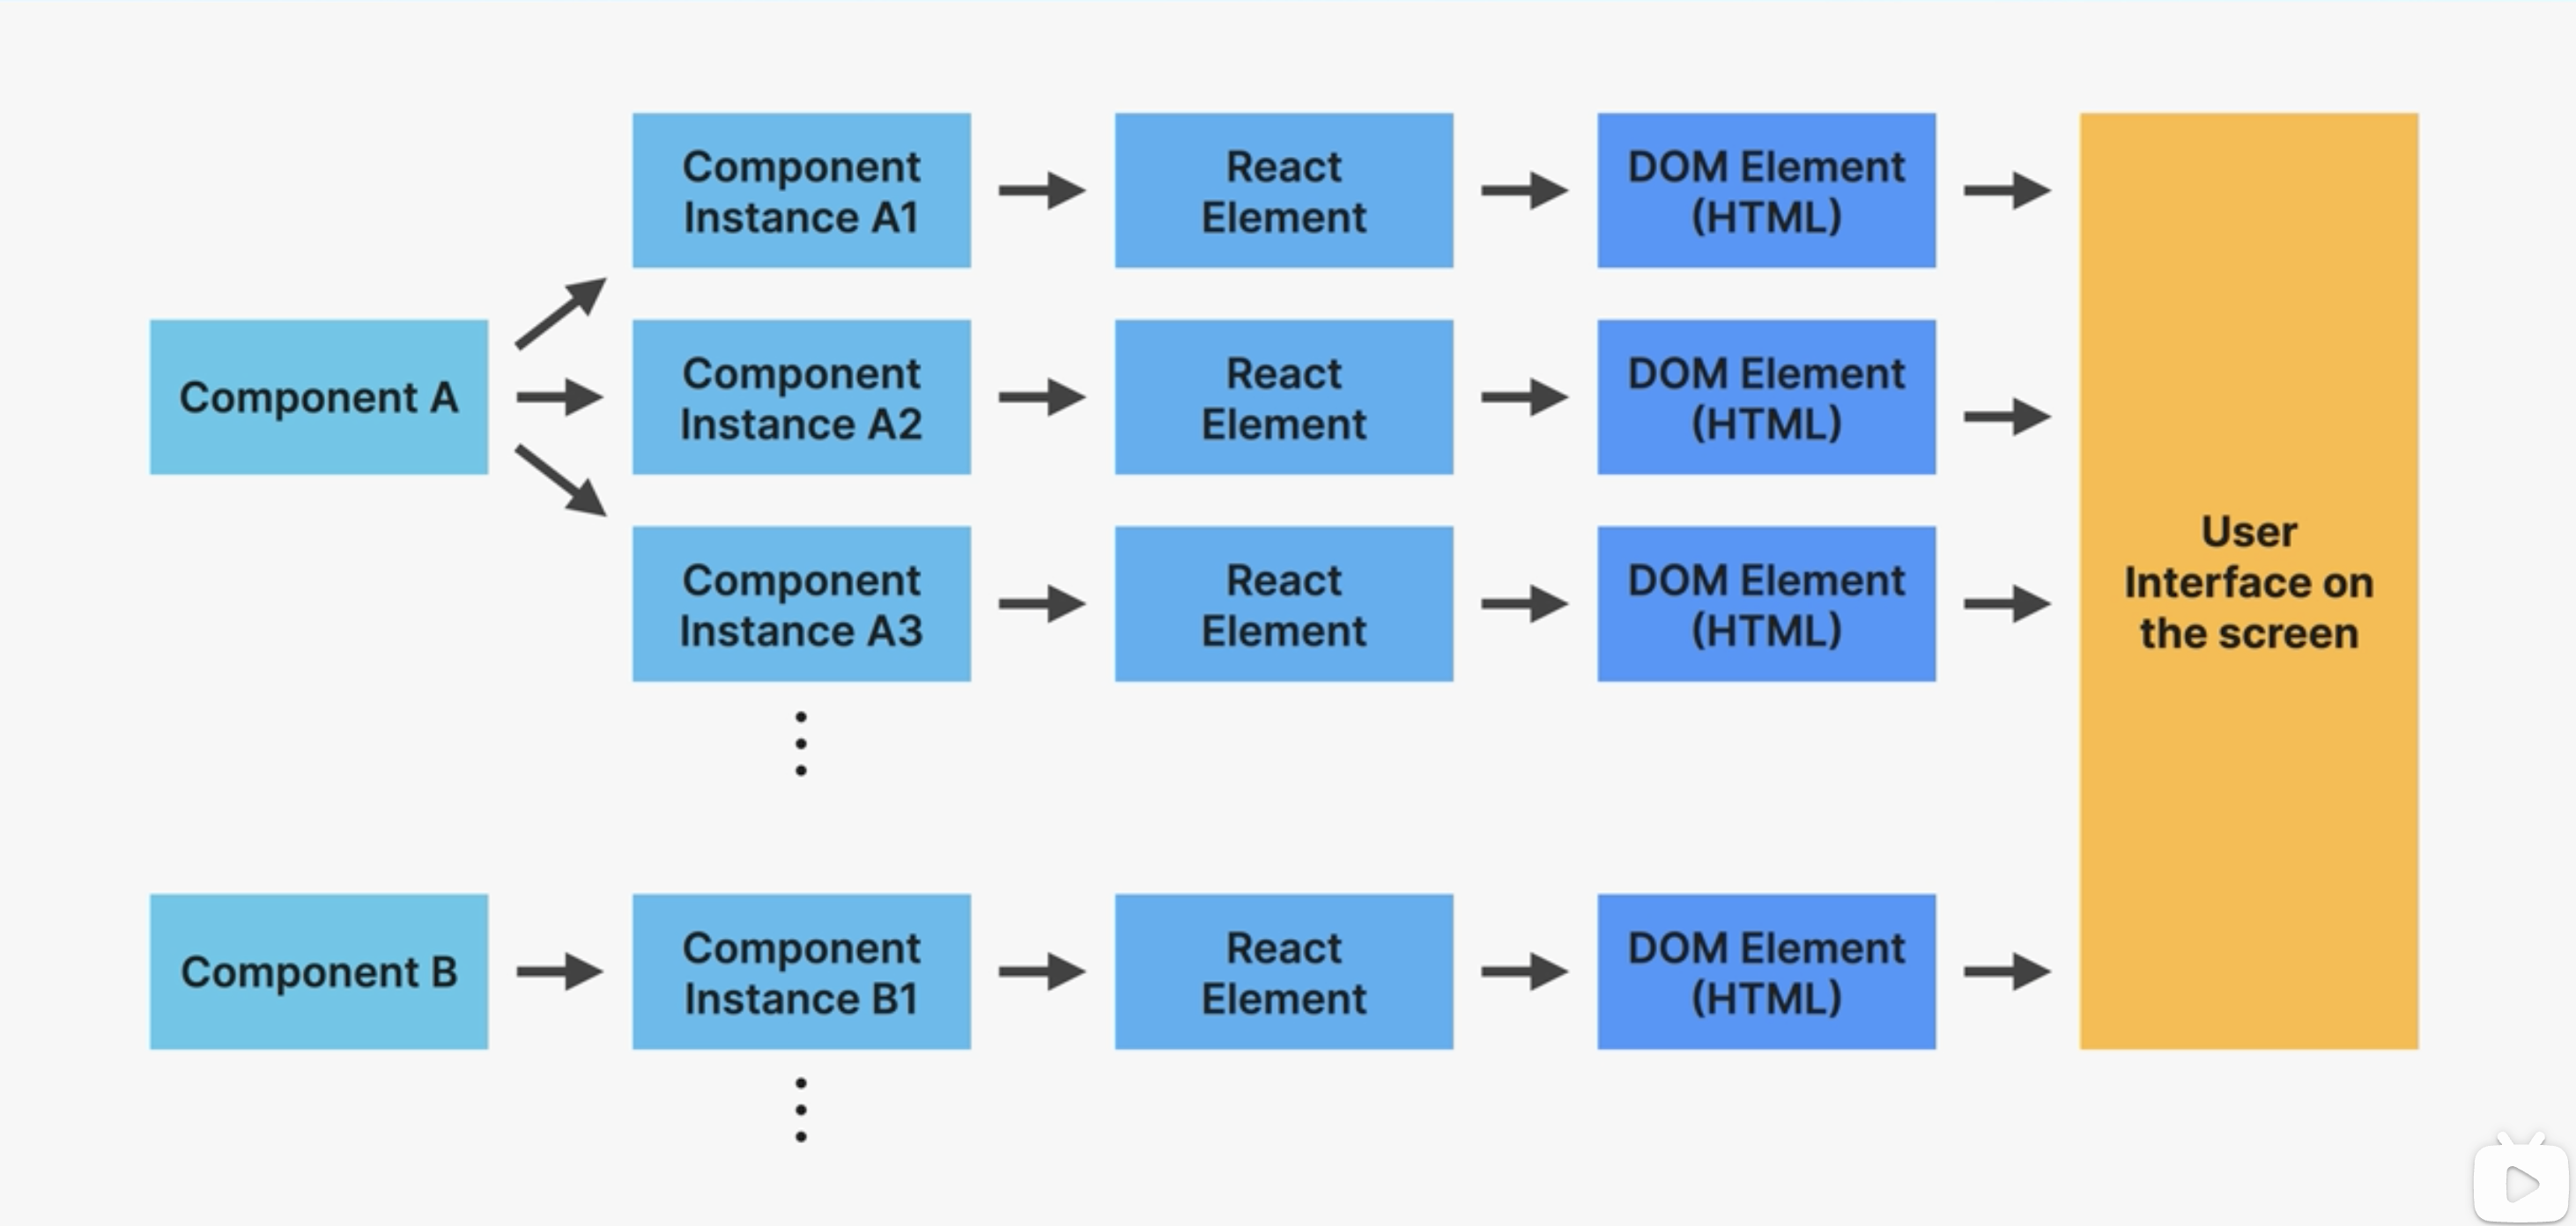 Component
Instance A1
React
Element
DOM Element
(HTML)
Component A
Component
Instance A2
React
Element
DOM Element
(HTML)
Component
Instance A3
React
Element
DOM Element
(HTML)
User
Interface on
the screen
Component B
Component
Instance B1
React
Element
DOM Element
(HTML)